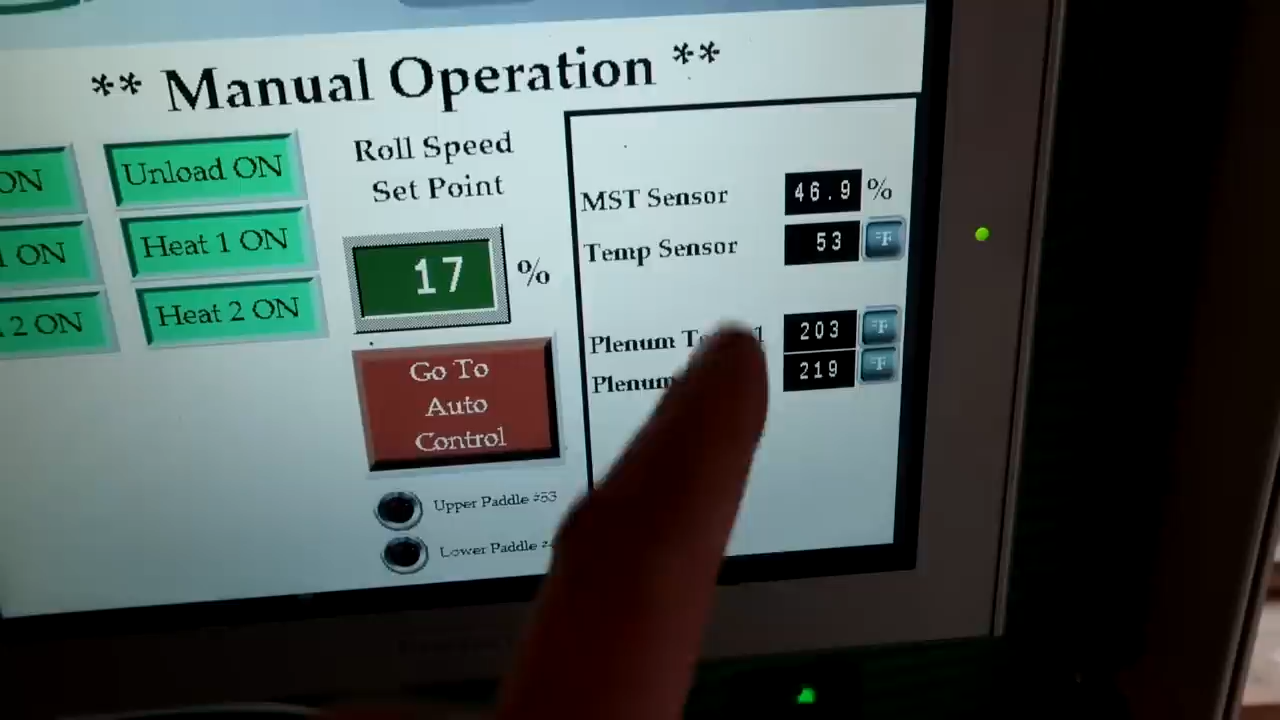 ** Manual Operation **
ON
Unload ON
ON
Heat 1 ON
2 ON
Heat 2 ON
Roll Speed
Set Point
17 %
Go To
Auto
Control
Upper Paddle #53
Lower Paddle
MST Sensor 46.9 %
Temp Sensor 53 °F
Plenum 1 203 °F
Plenum 219 °F